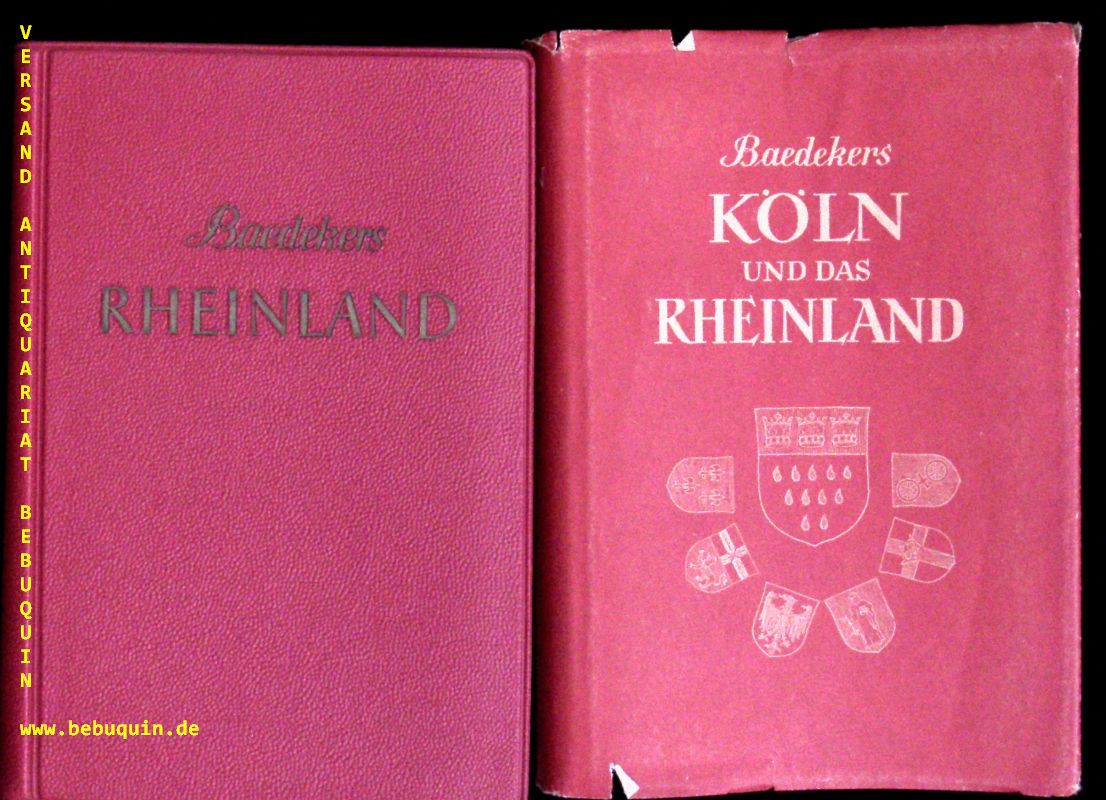 VERSAND ANTIQUARIAT BEBUQUIN
www.bebuquin.de
Baedekers
RHEINLAND
Baedekers
KÖLN
UND DAS
RHEINLAND